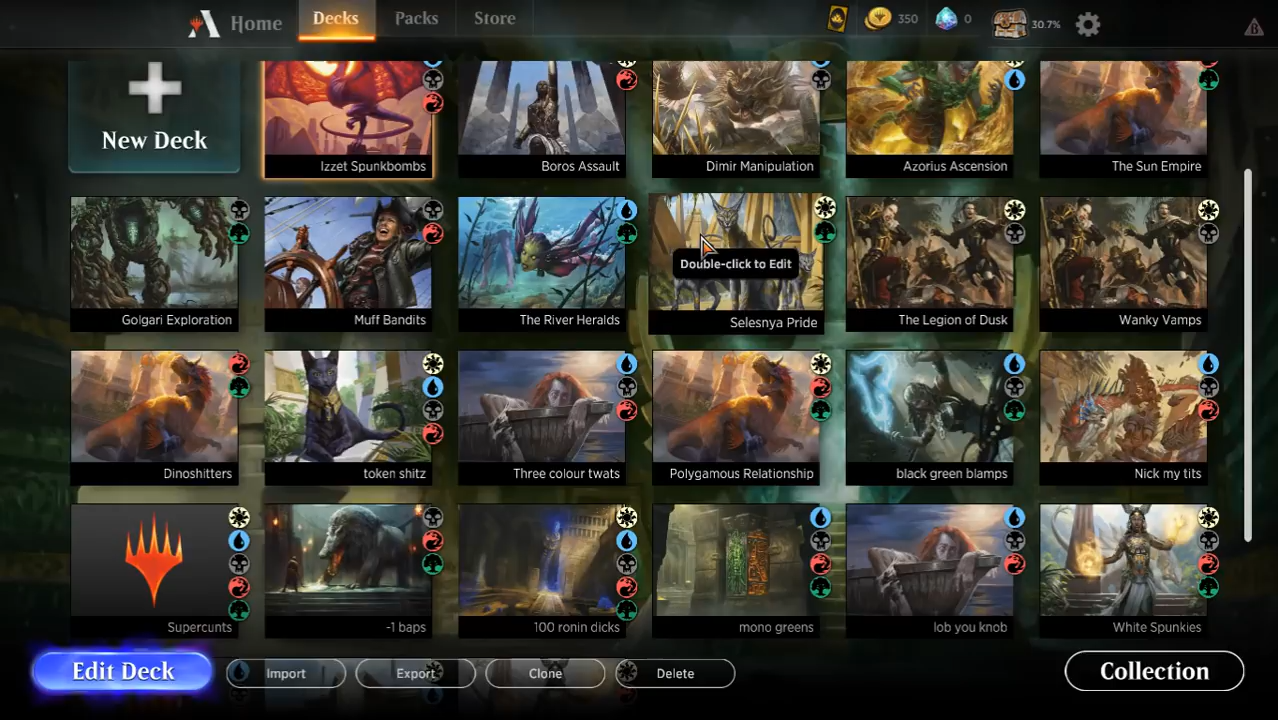 Home
Decks
Packs
Store
350
0
30.7%
New Deck
Izzet Spunkbombs
Boros Assault
Dimir Manipulation
Azorius Ascension
The Sun Empire
Golgari Exploration
Muff Bandits
The River Heralds
Double-click to Edit
Selesnya Pride
The Legion of Dusk
Wanky Vamps
Dinoshitters
token shitz
Three colour twats
Polygamous Relationship
black green blamps
Nick my tits
Supercunts
-1 baps
100 ronin dicks
mono greens
lob you knob
White Spunkies
Edit Deck
Import
Export
Clone
Delete
Collection